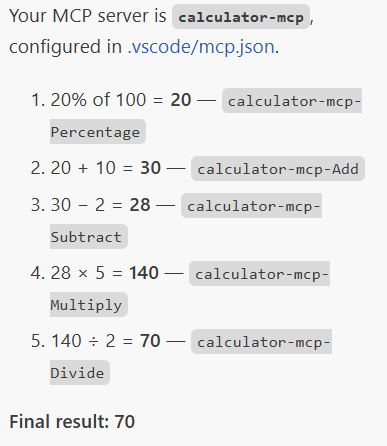 Your MCP server is calculator-mcp,
configured in .vscode/mcp.json.
1. 20% of 100 = 20 — calculator-mcp-
Percentage
2. 20 + 10 = 30 — calculator-mcp-Add
3. 30 − 2 = 28 — calculator-mcp-
Subtract
4. 28 × 5 = 140 — calculator-mcp-
Multiply
5. 140 ÷ 2 = 70 — calculator-mcp-
Divide
Final result: 70